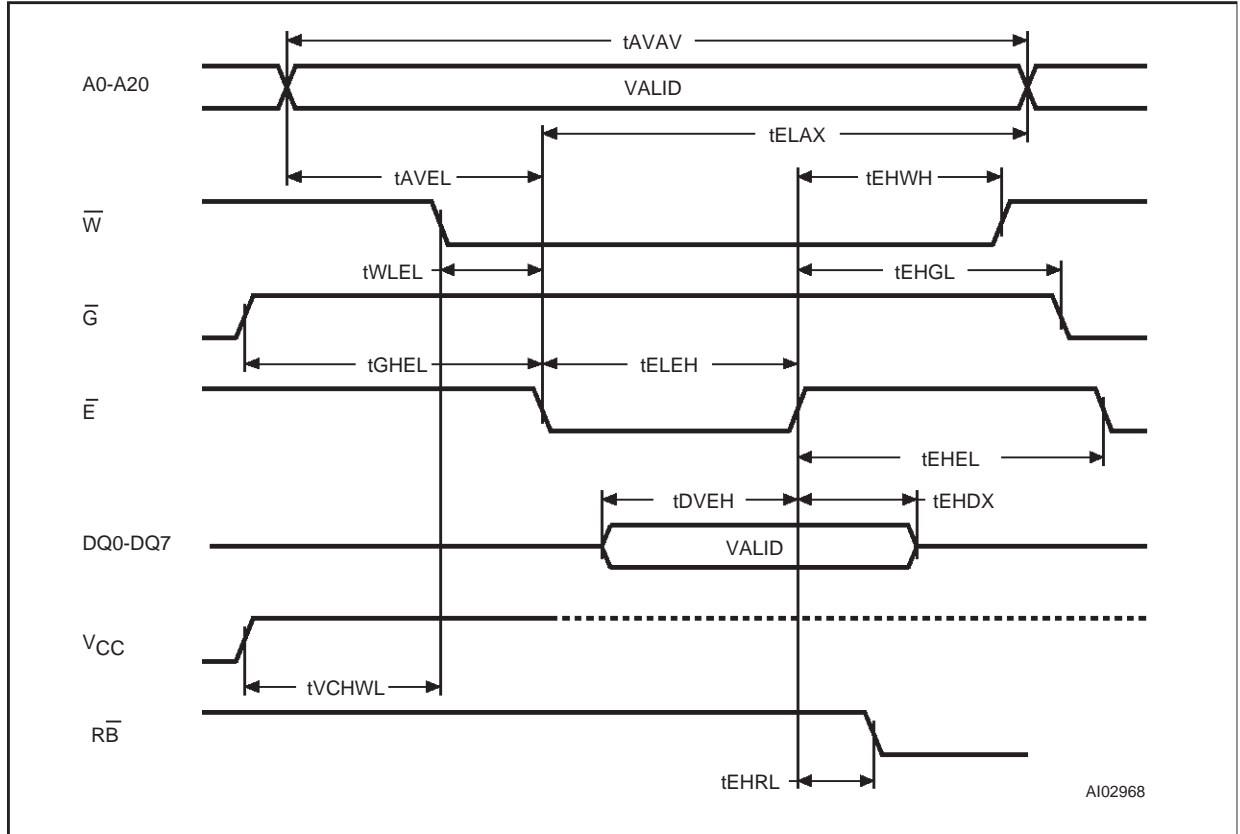 tAVAV
A0-A20
VALID
tELAX
tAVEL
tEHWH
W̅
tWLEL
tEHGL
G̅
tGHEL
tELEH
E̅
tEHEL
tDVEH
tEHDX
DQ0-DQ7
VALID
VCC
tVCHWL
RB̅
tEHRL
AI02968